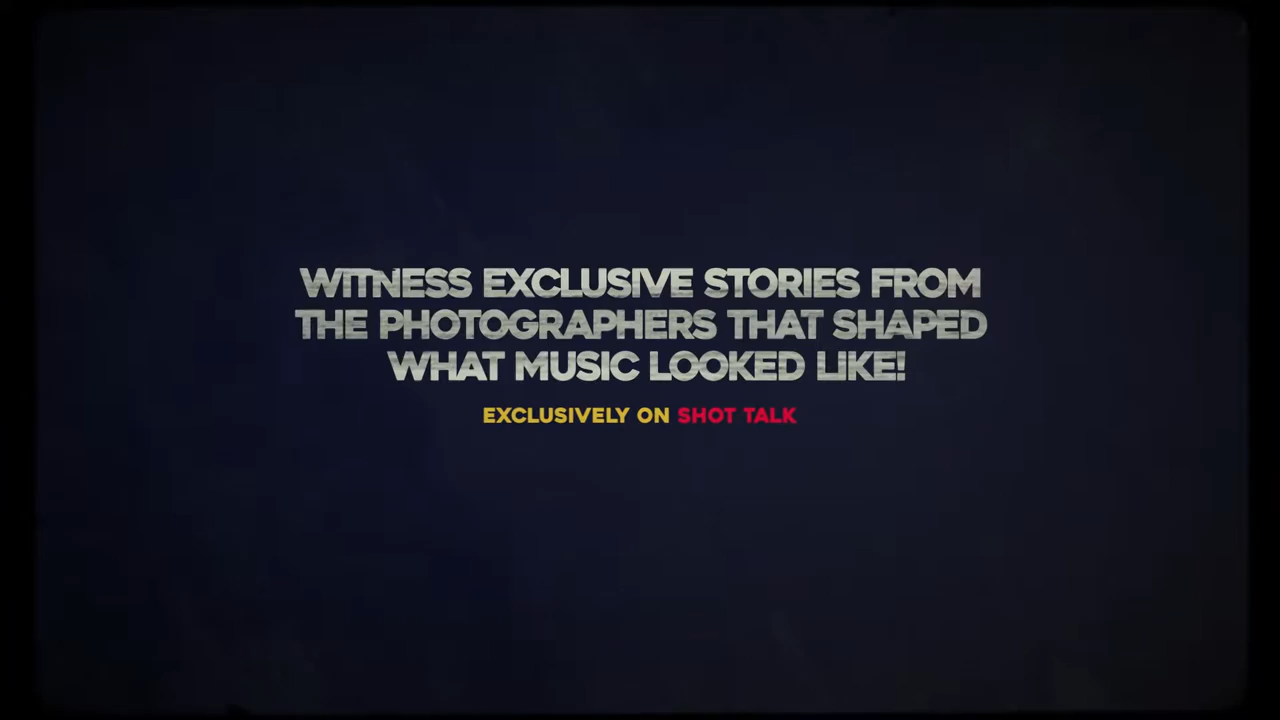 WITNESS EXCLUSIVE STORIES FROM
THE PHOTOGRAPHERS THAT SHAPED
WHAT MUSIC LOOKED LIKE!
EXCLUSIVELY ON SHOT TALK